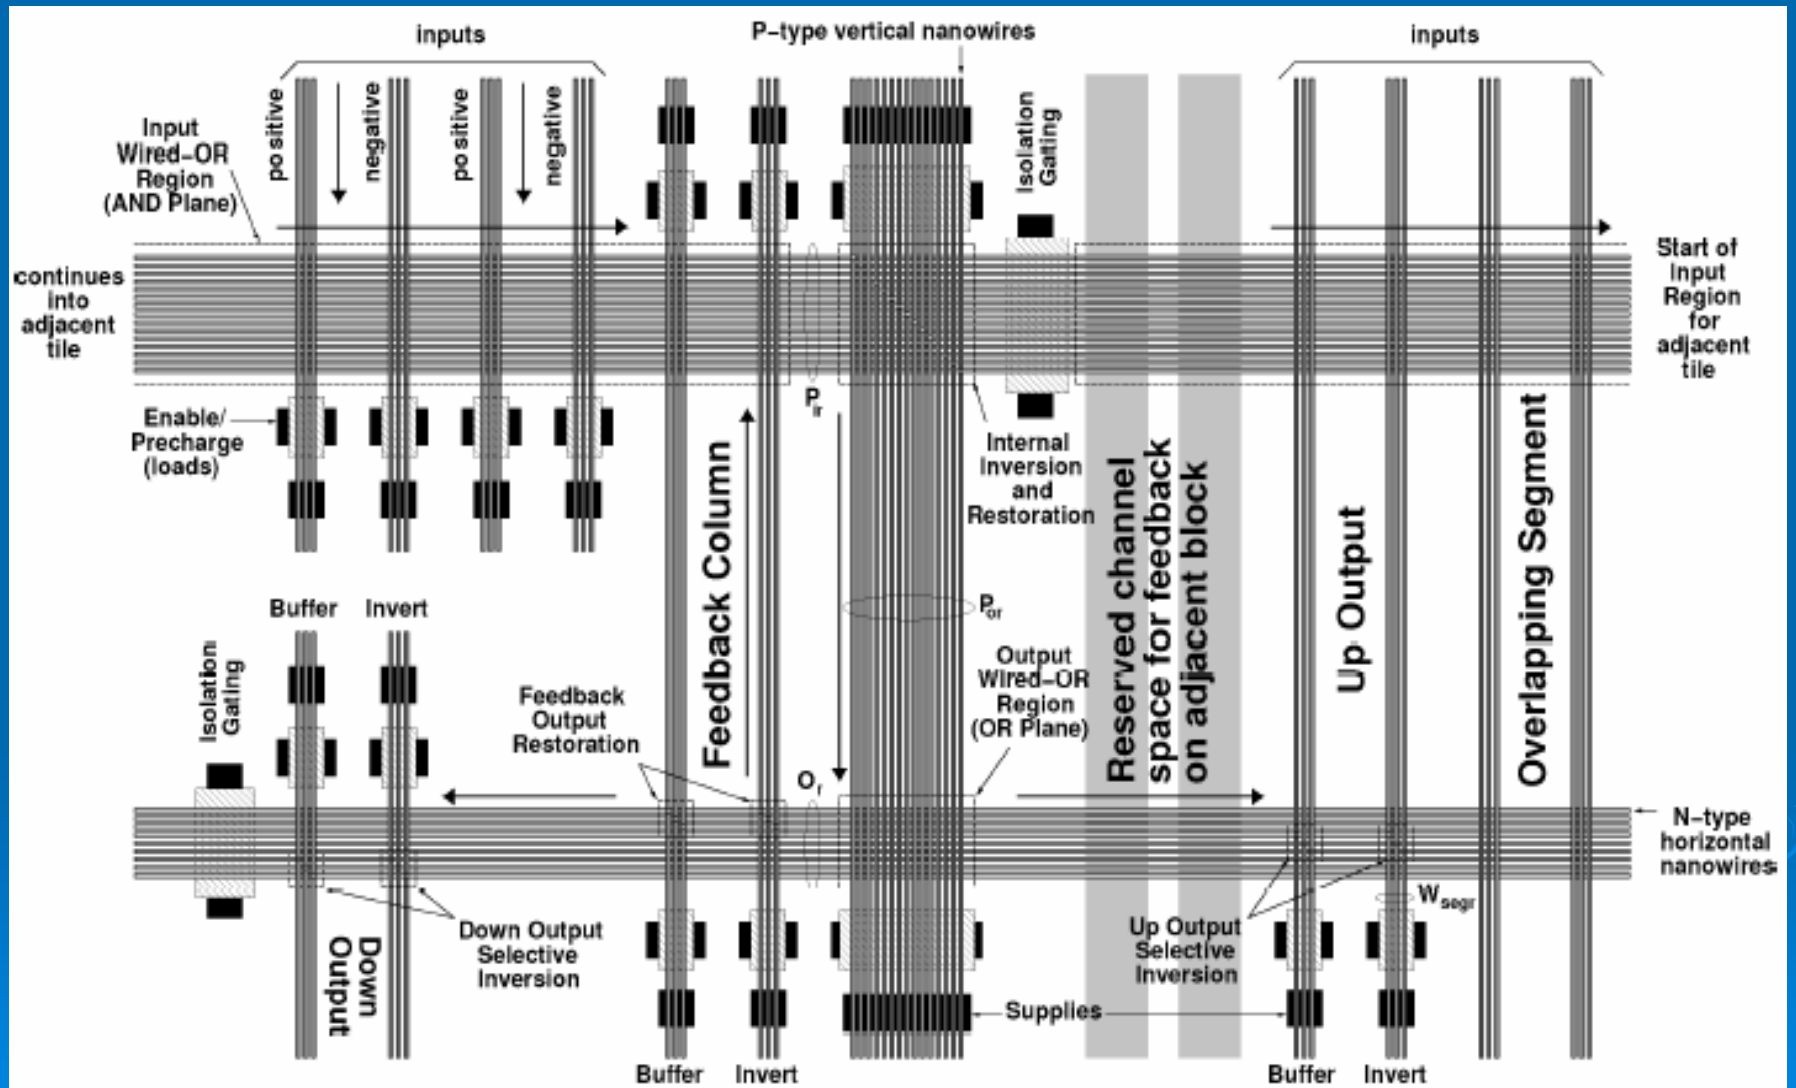 inputs
P–type vertical nanowires
inputs
positive
negative
positive
negative
Input
Wired–OR
Region
(AND Plane)
Isolation
Gating
continues
into
adjacent
tile
Start of
Input
Region
for
adjacent
tile
P_ir
Enable/
Precharge
(loads)
Internal
Inversion
and
Restoration
Feedback Column
Reserved channel
space for feedback
on adjacent block
Up Output
Overlapping Segment
Buffer
Invert
P_or
Isolation
Gating
Feedback
Output
Restoration
Output
Wired–OR
Region
(OR Plane)
O_r
N–type
horizontal
nanowires
Down
Output
Down Output
Selective
Inversion
Up Output
Selective
Inversion
W_segr
Supplies
Buffer
Invert
Buffer
Invert